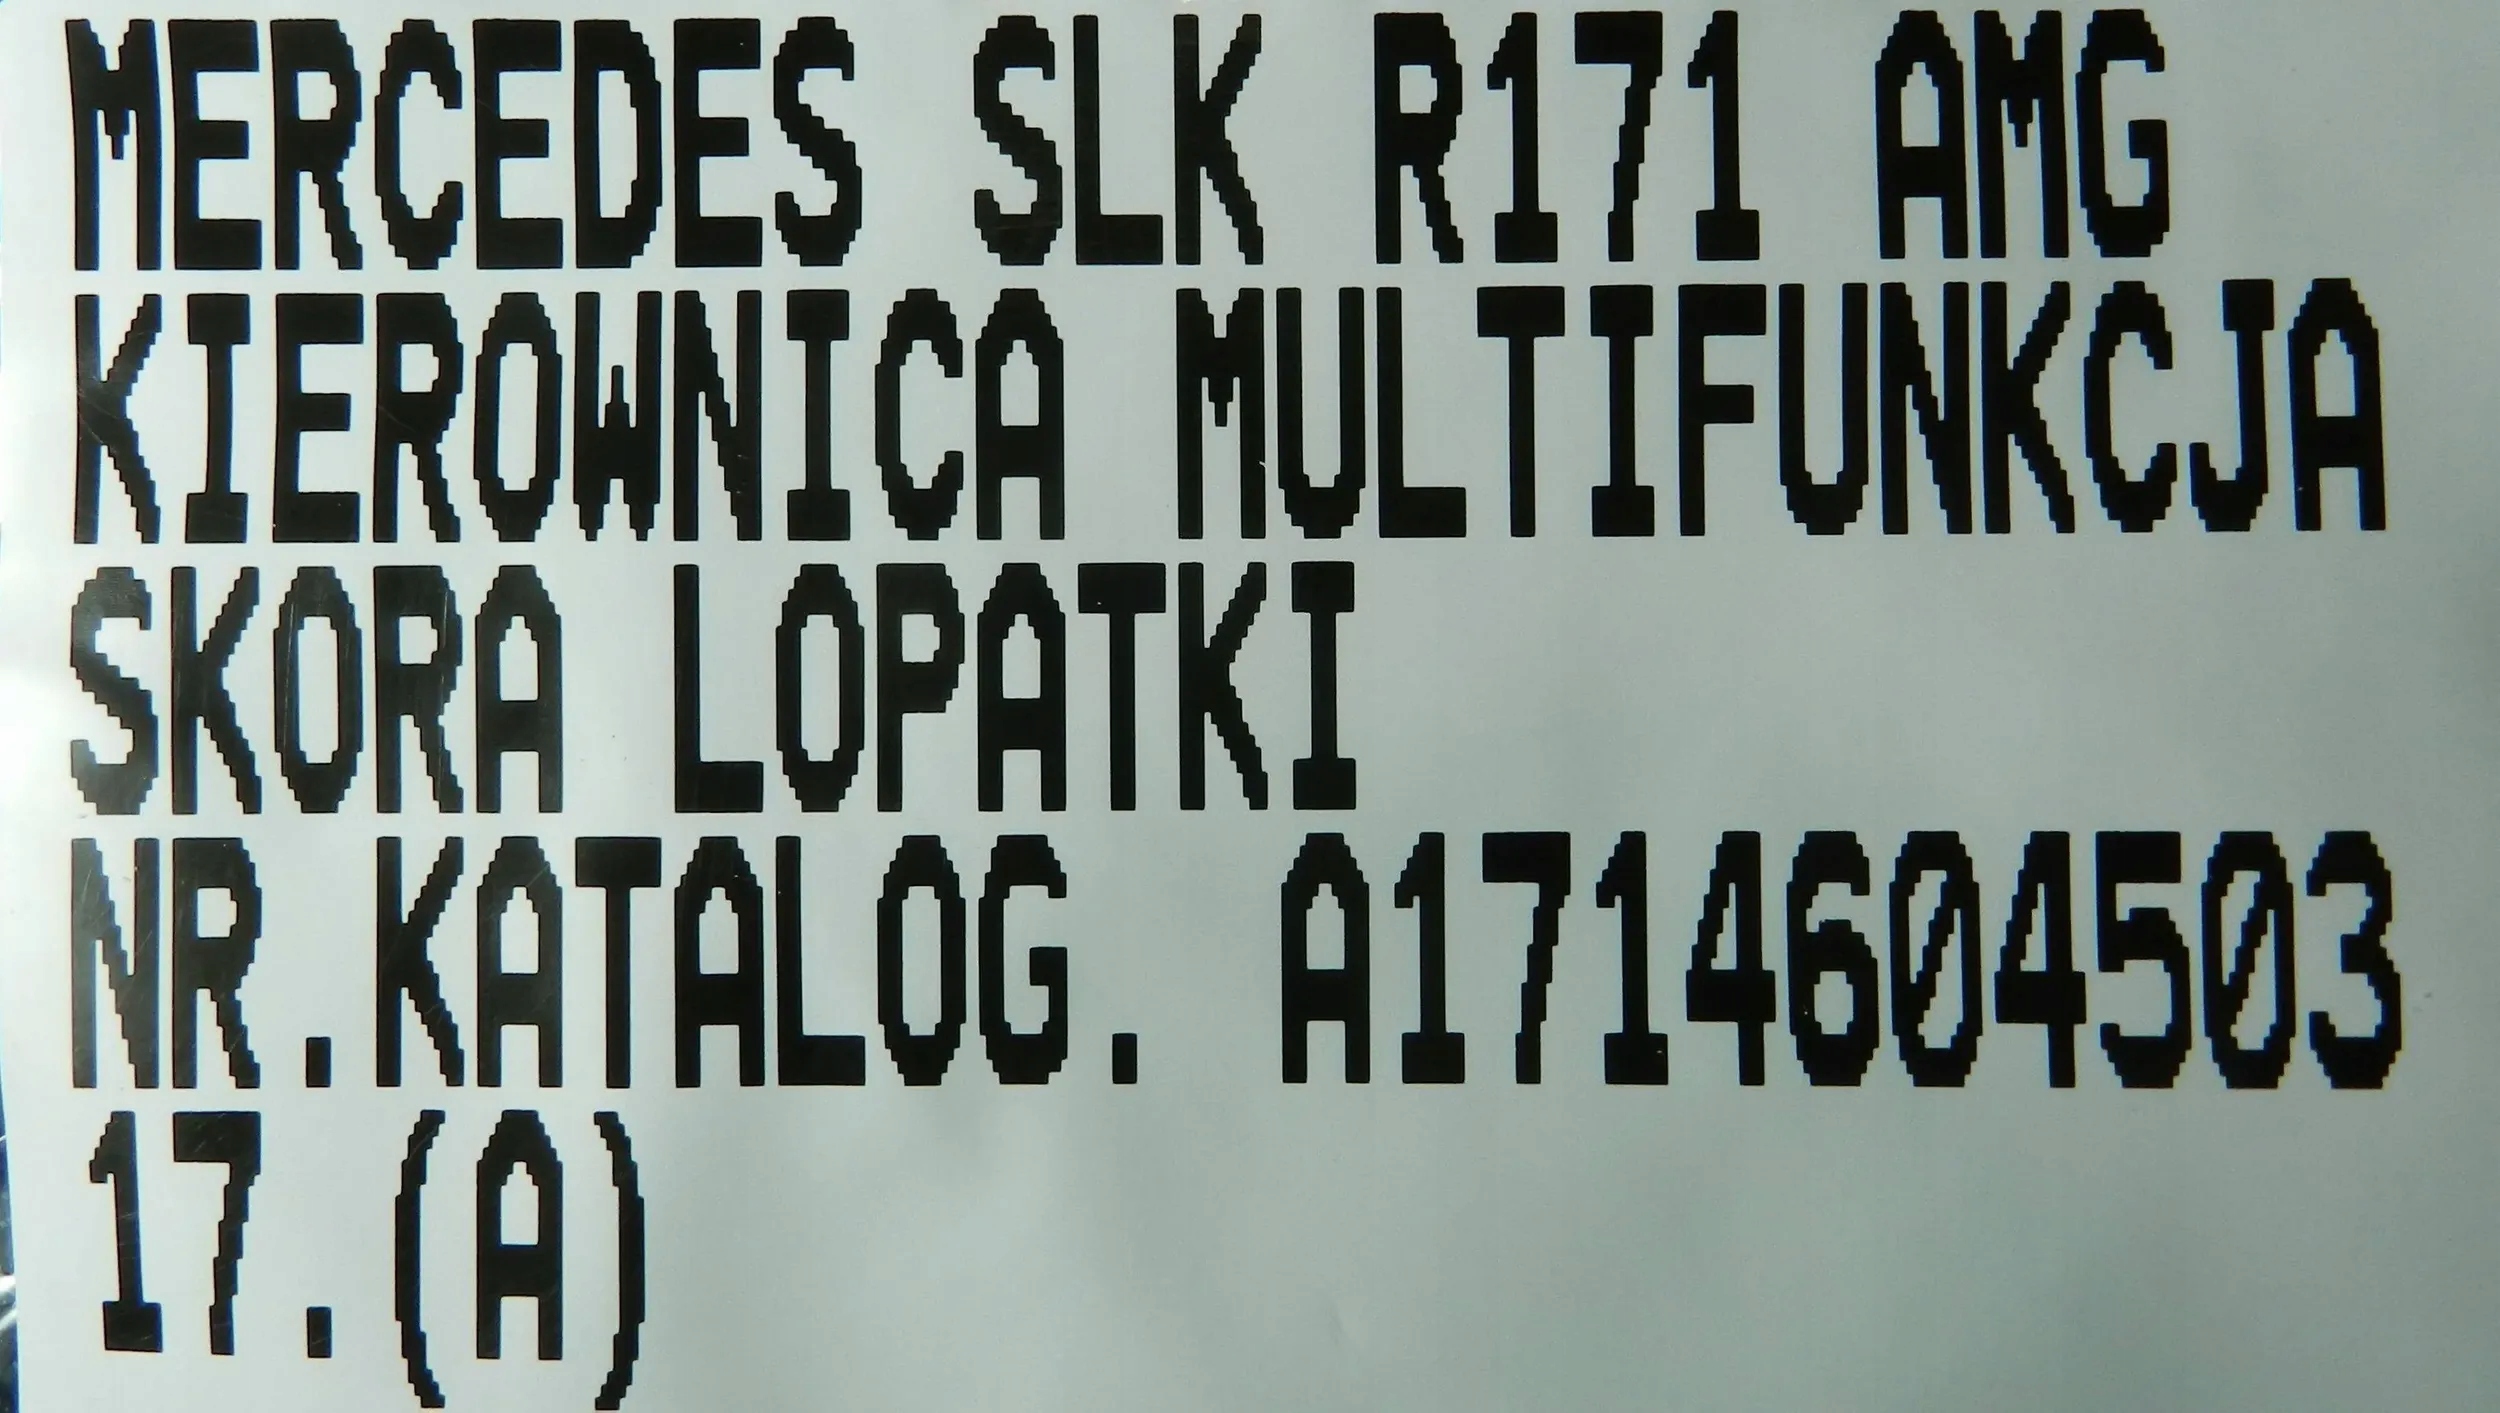 MERCEDES SLK R171 AMG
KIEROWNICA MULTIFUNKCJA
SKORA LOPATKI
NR.KATALOG. A1714604503
17.(A)